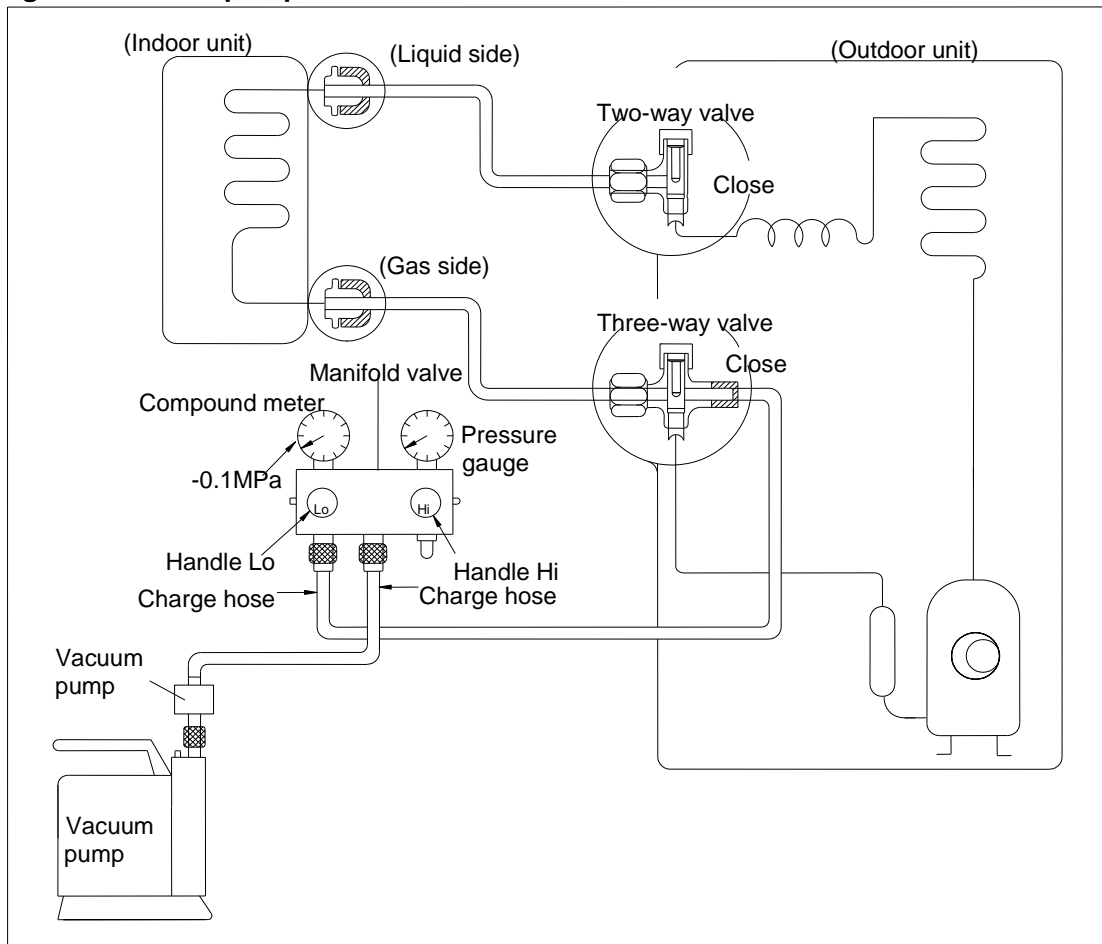 (Indoor unit)
(Liquid side)
(Outdoor unit)
Two-way valve
Close
(Gas side)
Three-way valve
Close
Manifold valve
Compound meter
Pressure
gauge
-0.1MPa
Lo
Hi
Handle Lo
Handle Hi
Charge hose
Charge hose
Vacuum
pump
Vacuum
pump